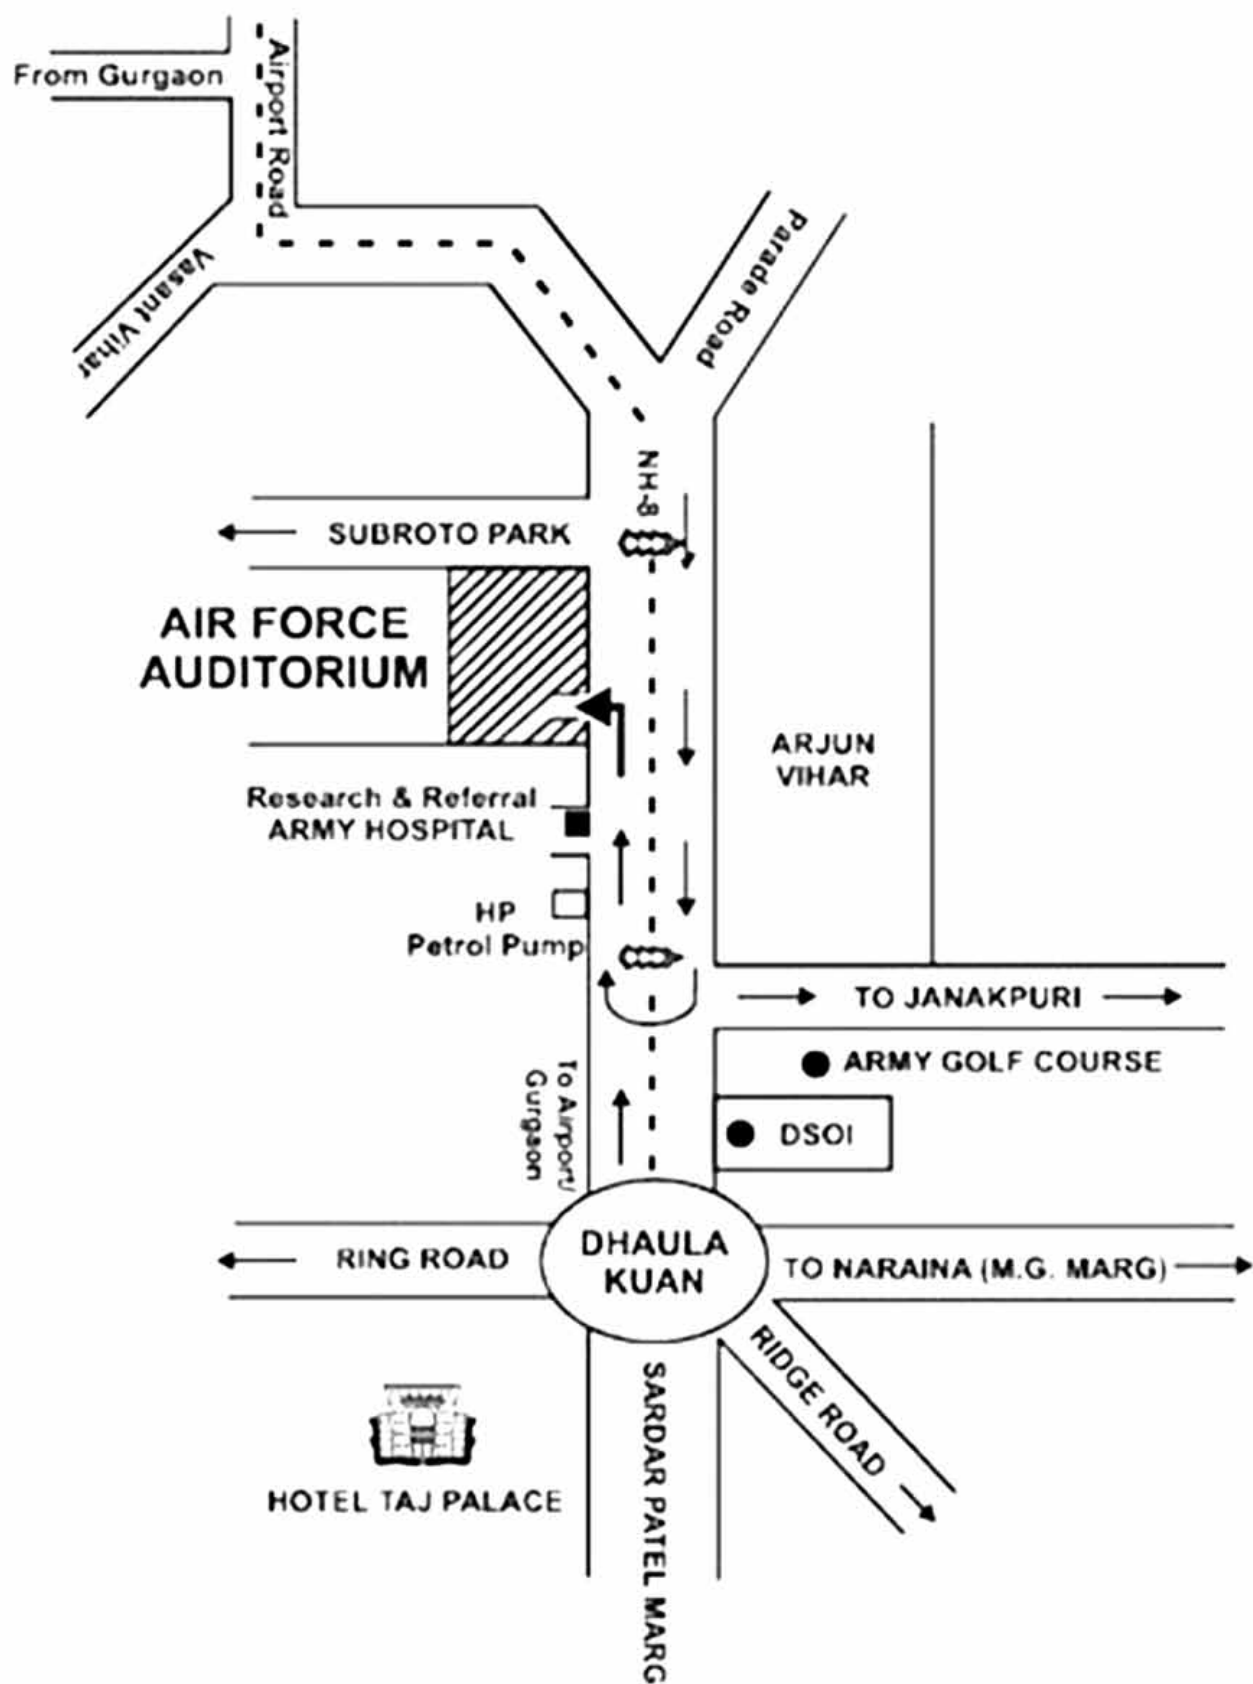 From Gurgaon
Airport Road
Vasant Vihar
Parade Road
NH-8
SUBROTO PARK
AIR FORCE
AUDITORIUM
ARJUN
VIHAR
Research & Referral
ARMY HOSPITAL
HP
Petrol Pump
TO JANAKPURI
ARMY GOLF COURSE
To Airport/
Gurgaon
DSOI
DHAULA
KUAN
RING ROAD
TO NARAINA (M.G. MARG)
RIDGE ROAD
SARDAR PATEL MARG
HOTEL TAJ PALACE